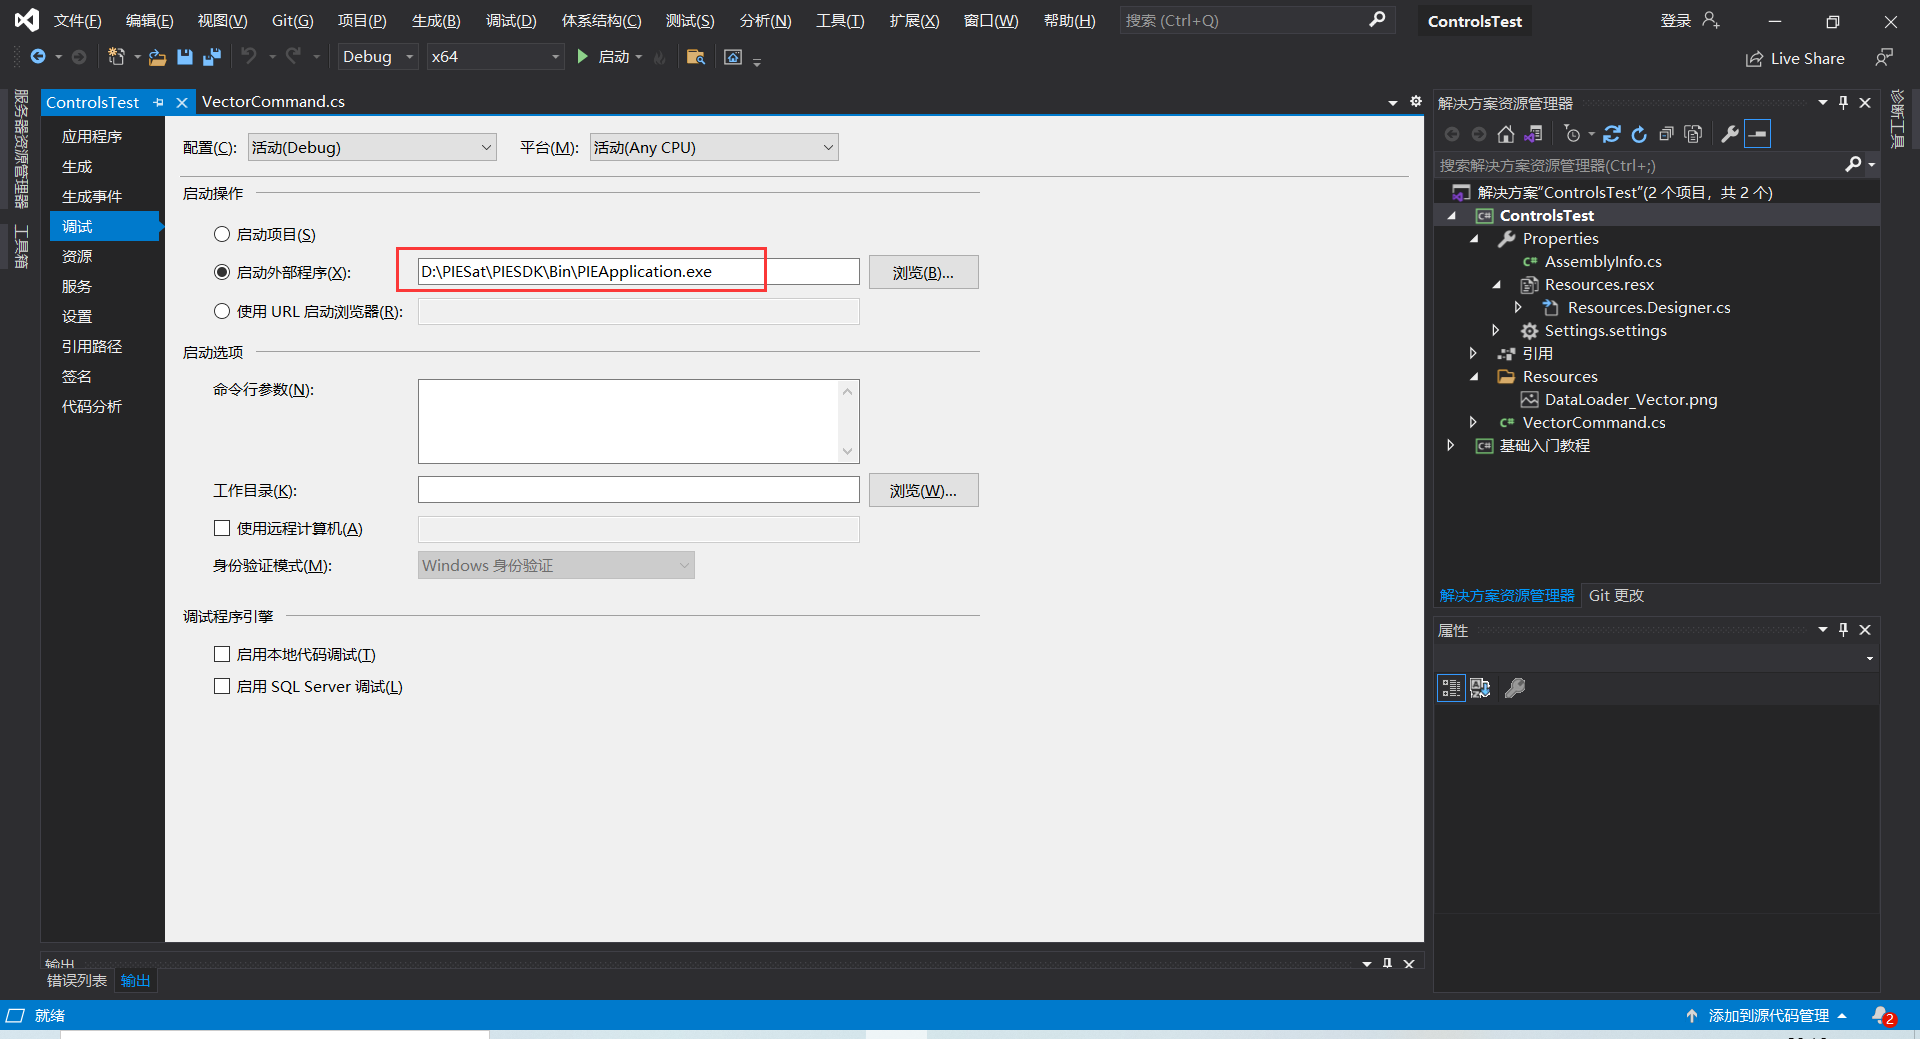 文件(F) 编辑(E) 视图(V) Git(G) 项目(P) 生成(B) 调试(D) 体系结构(C) 测试(S) 分析(N) 工具(T) 扩展(X) 窗口(W) 帮助(H) 搜索 (Ctrl+Q) ControlsTest 登录
Debug x64 启动 Live Share
服务器资源管理器
工具箱
ControlsTest VectorCommand.cs
应用程序
生成
生成事件
调试
资源
服务
设置
引用路径
签名
代码分析
配置(C): 活动(Debug) 平台(M): 活动(Any CPU)
启动操作
启动项目(S)
启动外部程序(X): D:\PIESat\PIESDK\Bin\PIEApplication.exe 浏览(B)...
使用 URL 启动浏览器(R):
启动选项
命令行参数(N):
工作目录(K): 浏览(W)...
使用远程计算机(A)
身份验证模式(M): Windows 身份验证
调试程序引擎
启用本地代码调试(T)
启用 SQL Server 调试(L)
输出
错误列表 输出
解决方案资源管理器
搜索解决方案资源管理器(Ctrl+;)
解决方案“ControlsTest”(2 个项目，共 2 个)
ControlsTest
Properties
AssemblyInfo.cs
Resources.resx
Resources.Designer.cs
Settings.settings
引用
Resources
DataLoader_Vector.png
VectorCommand.cs
基础入门教程
解决方案资源管理器 Git 更改
属性
诊断工具
就绪 添加到源代码管理 2